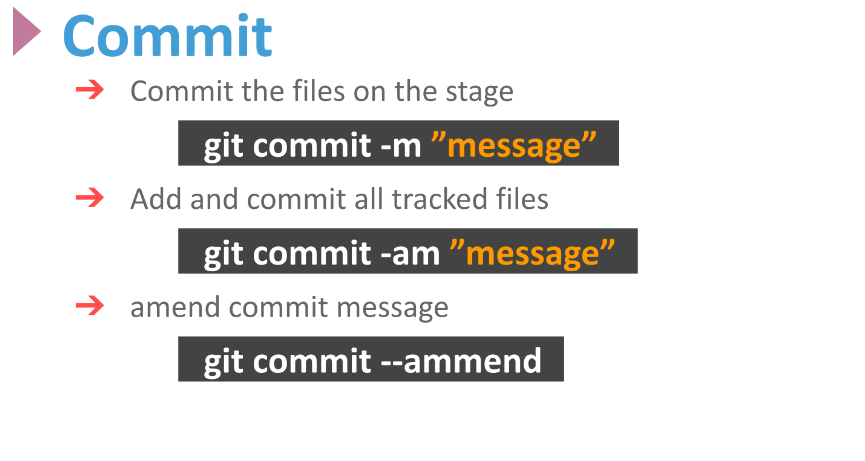 Commit
➔ Commit the files on the stage
git commit -m ”message”
➔ Add and commit all tracked files
git commit -am ”message”
➔ amend commit message
git commit --ammend